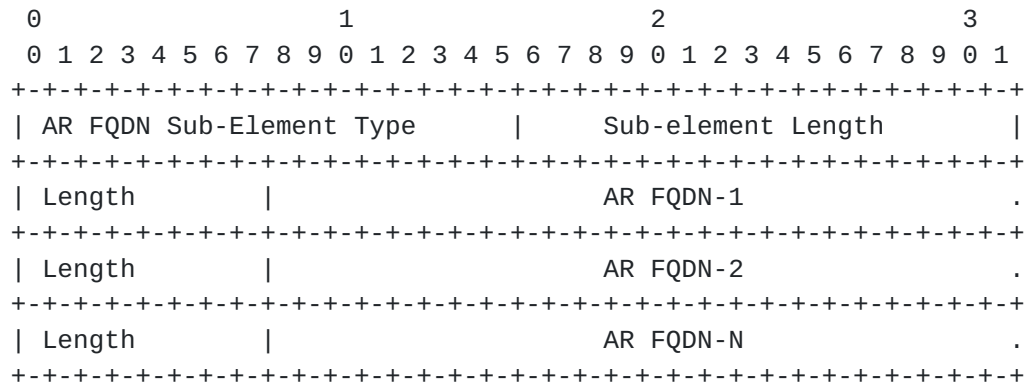 0                   1                   2                   3
 0 1 2 3 4 5 6 7 8 9 0 1 2 3 4 5 6 7 8 9 0 1 2 3 4 5 6 7 8 9 0 1
+-+-+-+-+-+-+-+-+-+-+-+-+-+-+-+-+-+-+-+-+-+-+-+-+-+-+-+-+-+-+-+-+
| AR FQDN Sub-Element Type      |     Sub-element Length        |
+-+-+-+-+-+-+-+-+-+-+-+-+-+-+-+-+-+-+-+-+-+-+-+-+-+-+-+-+-+-+-+-+
| Length        |                     AR FQDN-1                 .
+-+-+-+-+-+-+-+-+-+-+-+-+-+-+-+-+-+-+-+-+-+-+-+-+-+-+-+-+-+-+-+-+
| Length        |                     AR FQDN-2                 .
+-+-+-+-+-+-+-+-+-+-+-+-+-+-+-+-+-+-+-+-+-+-+-+-+-+-+-+-+-+-+-+-+
| Length        |                     AR FQDN-N                 .
+-+-+-+-+-+-+-+-+-+-+-+-+-+-+-+-+-+-+-+-+-+-+-+-+-+-+-+-+-+-+-+-+